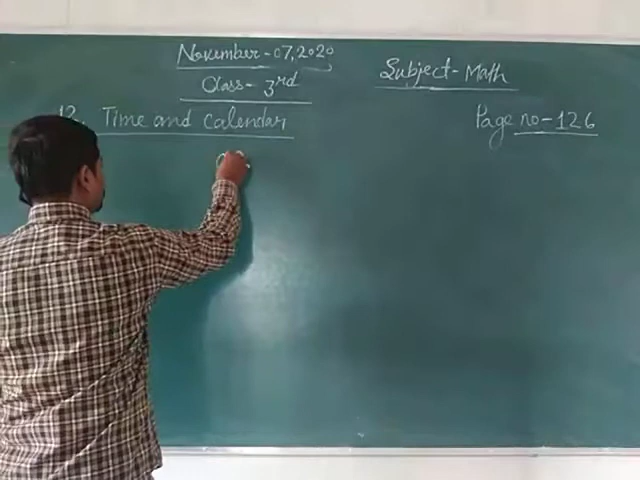 November-07, 2020
Class- 3rd
Subject- Math
12. Time and Calendar
Page no-126